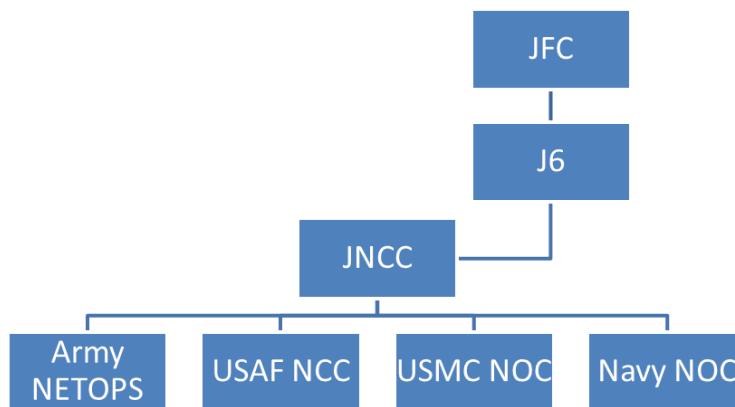 JFC
J6
JNCC
Army
NETOPS
USAF NCC
USMC NOC
Navy NOC